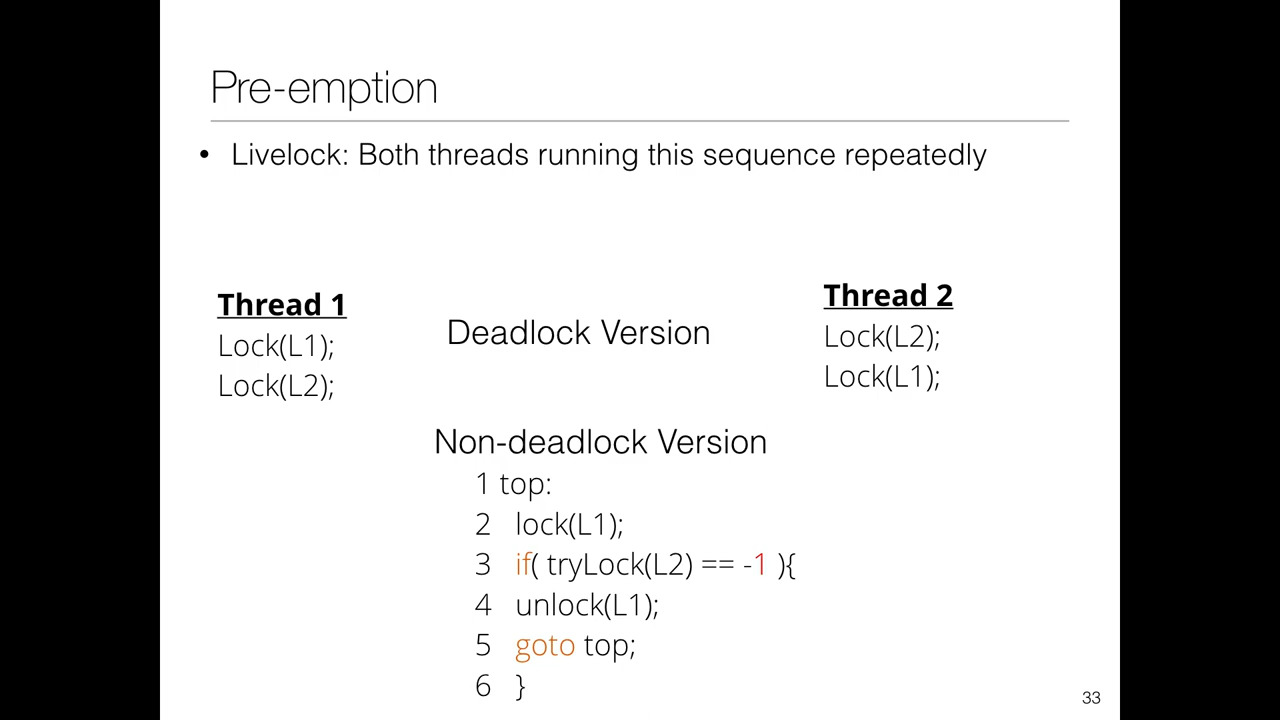 Pre-emption
• Livelock: Both threads running this sequence repeatedly
Thread 1
Lock(L1);
Lock(L2);
Deadlock Version
Thread 2
Lock(L2);
Lock(L1);
Non-deadlock Version
1 top:
2 lock(L1);
3 if( tryLock(L2) == -1 ){
4 unlock(L1);
5 goto top;
6 }
33